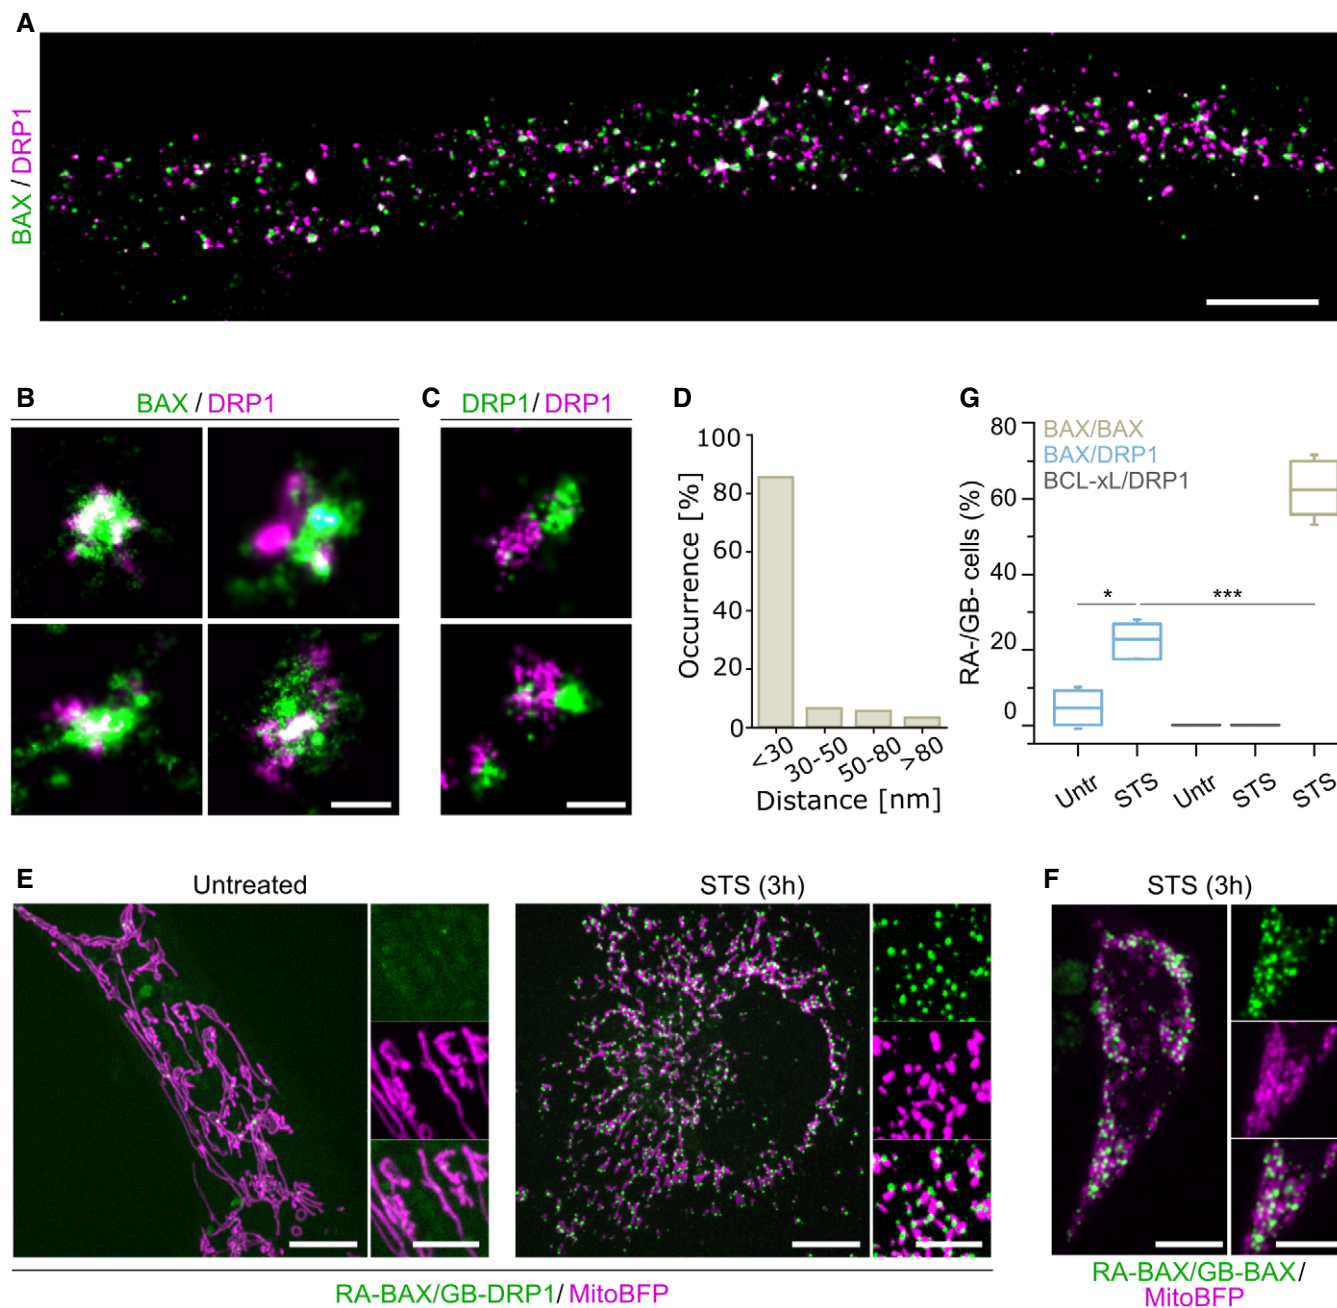 A
BAX / DRP1
B
BAX / DRP1
C
DRP1/ DRP1
D
Occurrence [%]
100
80
60
40
20
0
<30
30-50
50-80
>80
Distance [nm]
G
RA-/GB- cells (%)
80
60
40
20
0
BAX/BAX
BAX/DRP1
BCL-xL/DRP1
*
***
Untr
STS
Untr
STS
STS
E
Untreated
STS (3h)
RA-BAX/GB-DRP1/ MitoBFP
F
STS (3h)
RA-BAX/GB-BAX/
MitoBFP